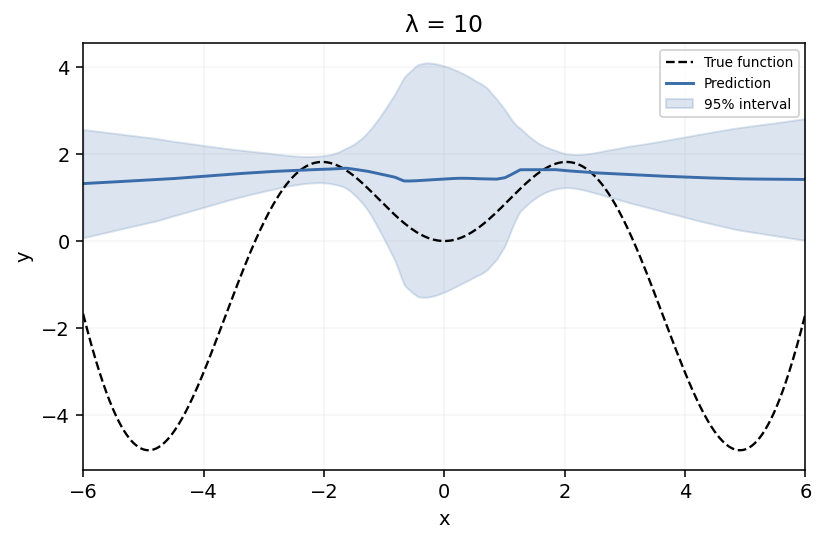 λ = 10
True function
Prediction
95% interval
y
4
2
0
−2
−4
−6
−4
−2
0
2
4
6
x